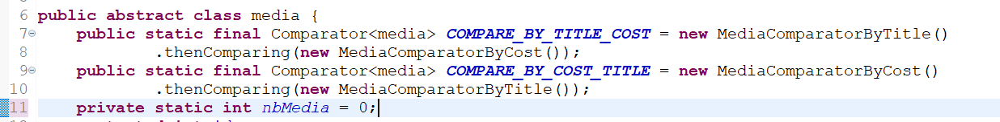 6 public abstract class media {
7 public static final Comparator<media> COMPARE_BY_TITLE_COST = new MediaComparatorByTitle()
8 .thenComparing(new MediaComparatorByCost());
9 public static final Comparator<media> COMPARE_BY_COST_TITLE = new MediaComparatorByCost()
10 .thenComparing(new MediaComparatorByTitle());
11 private static int nbMedia = 0;